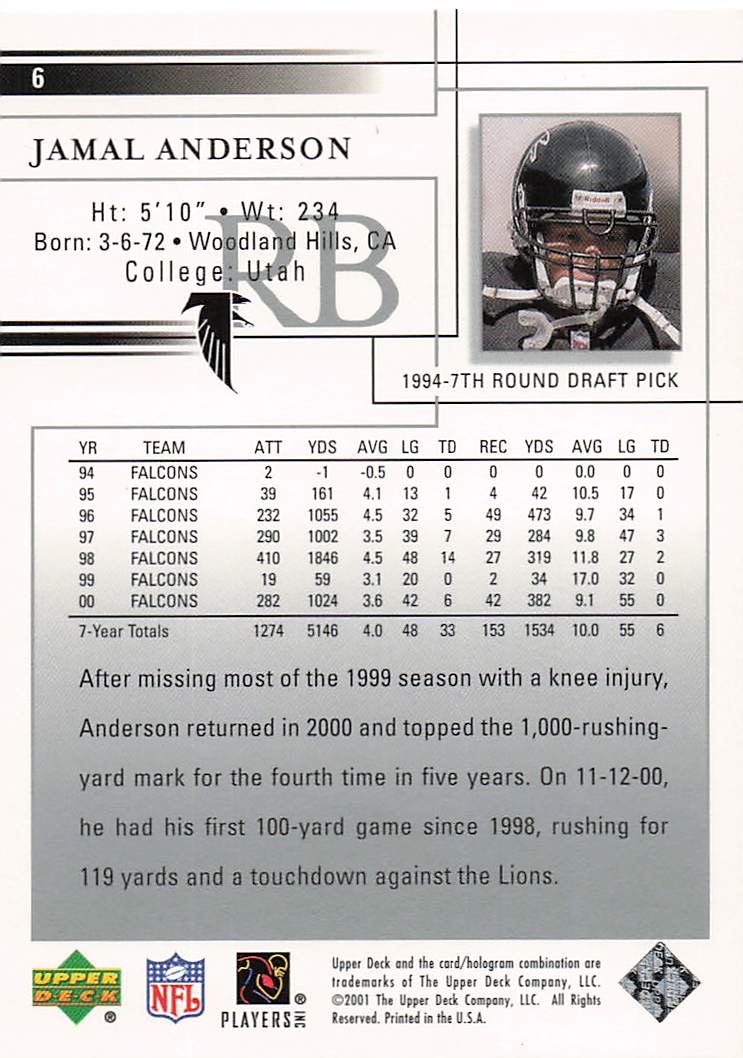 6
JAMAL ANDERSON
RB
Ht: 5'10" • Wt: 234
Born: 3-6-72 • Woodland Hills, CA
College: Utah
Riddell
1994-7TH ROUND DRAFT PICK
YR TEAM ATT YDS AVG LG TD REC YDS AVG LG TD
94 FALCONS 2 -1 -0.5 0 0 0 0 0.0 0 0
95 FALCONS 39 161 4.1 13 1 4 42 10.5 17 0
96 FALCONS 232 1055 4.5 32 5 49 473 9.7 34 1
97 FALCONS 290 1002 3.5 39 7 29 284 9.8 47 3
98 FALCONS 410 1846 4.5 48 14 27 319 11.8 27 2
99 FALCONS 19 59 3.1 20 0 2 34 17.0 32 0
00 FALCONS 282 1024 3.6 42 6 42 382 9.1 55 0
7-Year Totals 1274 5146 4.0 48 33 153 1534 10.0 55 6
After missing most of the 1999 season with a knee injury,
Anderson returned in 2000 and topped the 1,000-rushing-
yard mark for the fourth time in five years. On 11-12-00,
he had his first 100-yard game since 1998, rushing for
119 yards and a touchdown against the Lions.
UPPER
DECK ®
NFL
PLAYERS INC ®
Upper Deck and the card/hologram combination are
trademarks of The Upper Deck Company, LLC.
©2001 The Upper Deck Company, LLC. All Rights
Reserved. Printed in the U.S.A.